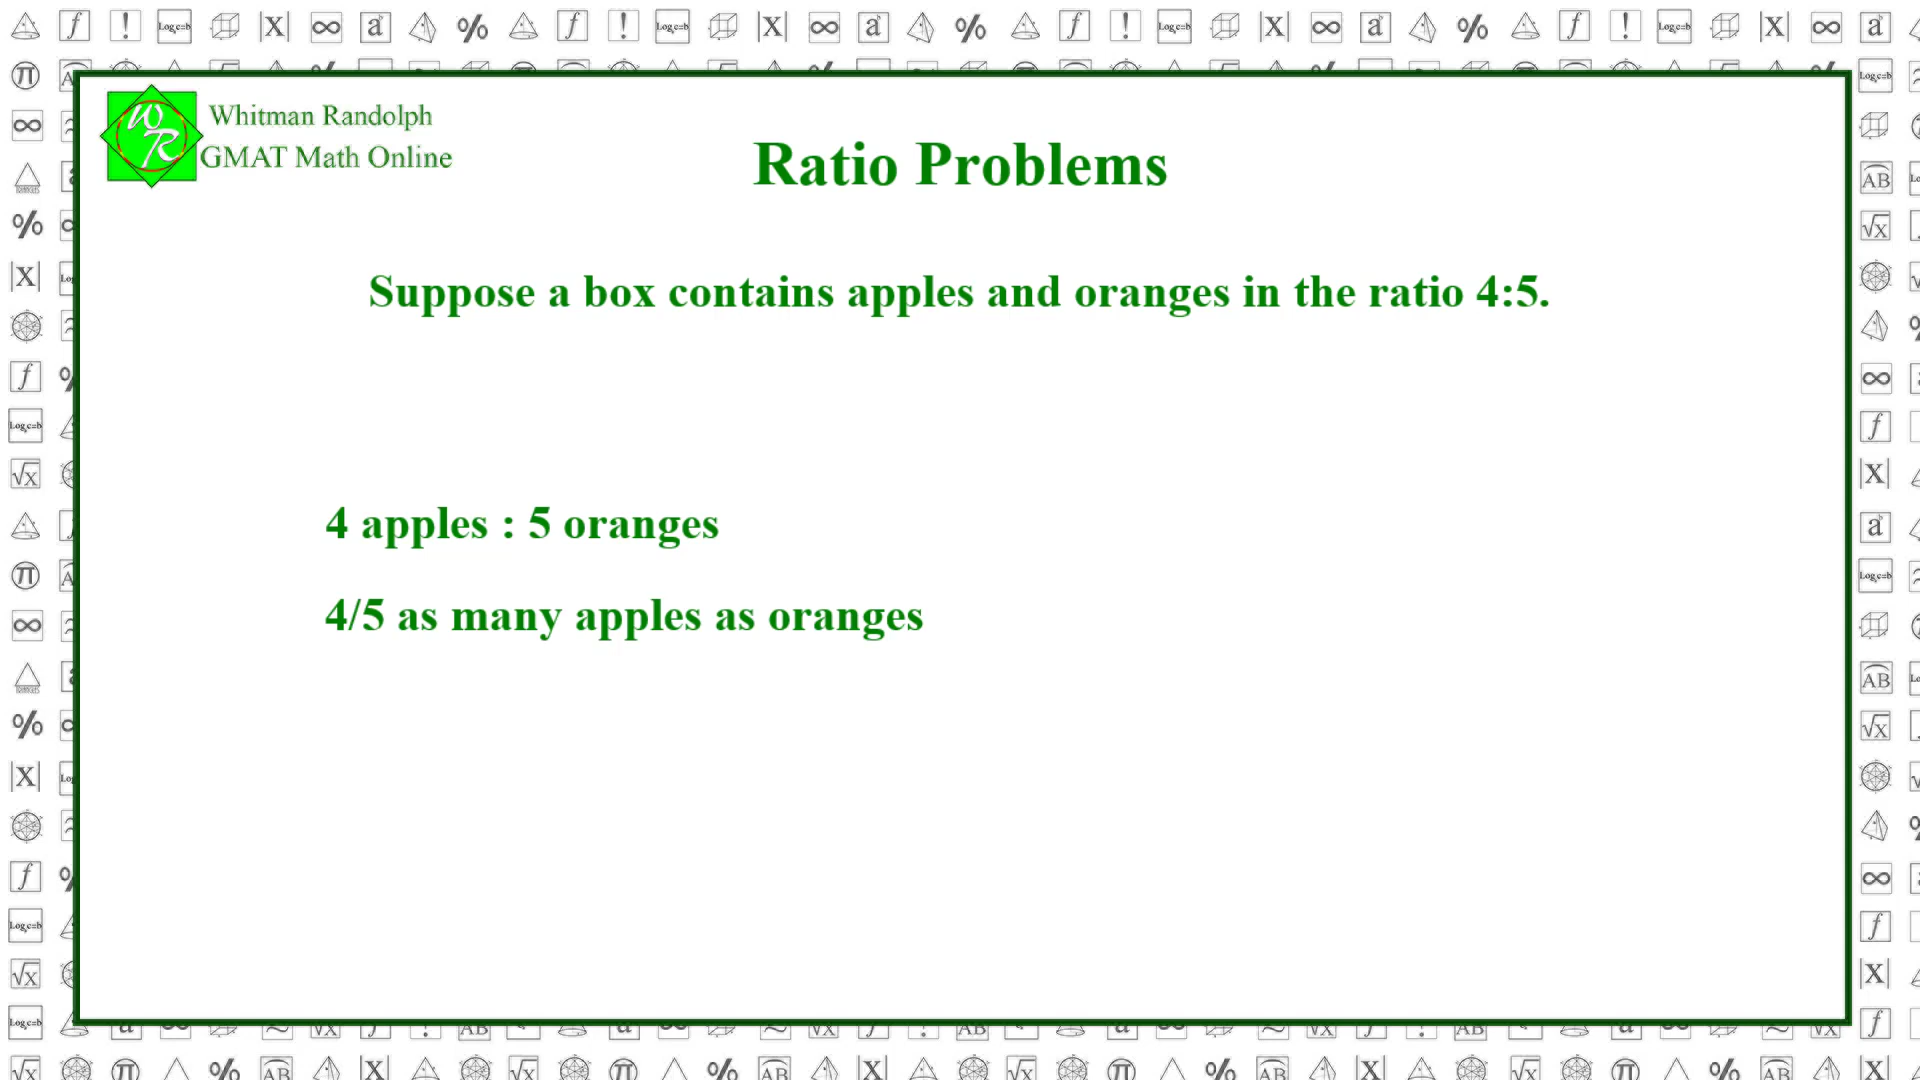 Whitman Randolph
GMAT Math Online
Ratio Problems
Suppose a box contains apples and oranges in the ratio 4:5.
4 apples : 5 oranges
4/5 as many apples as oranges